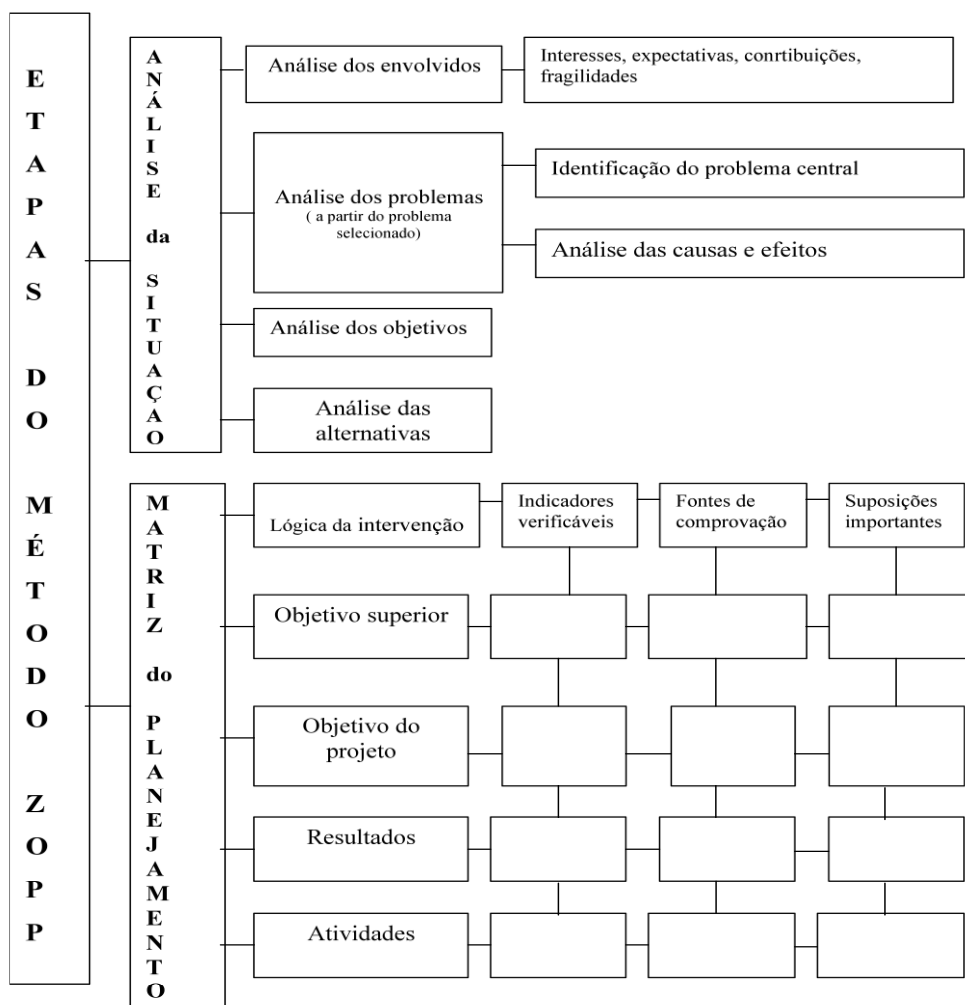 ETAPAS DO MÉTODO ZOPP
ANÁLISE da SITUAÇAO
Análise dos envolvidos
Interesses, expectativas, conrtibuições,
fragilidades
Análise dos problemas
( a partir do problema
selecionado)
Identificação do problema central
Análise das causas e efeitos
Análise dos objetivos
Análise das
alternativas
MATRIZ do PLANEJAMENTO
Lógica da intervenção
Indicadores
verificáveis
Fontes de
comprovação
Suposições
importantes
Objetivo superior
Objetivo do
projeto
Resultados
Atividades